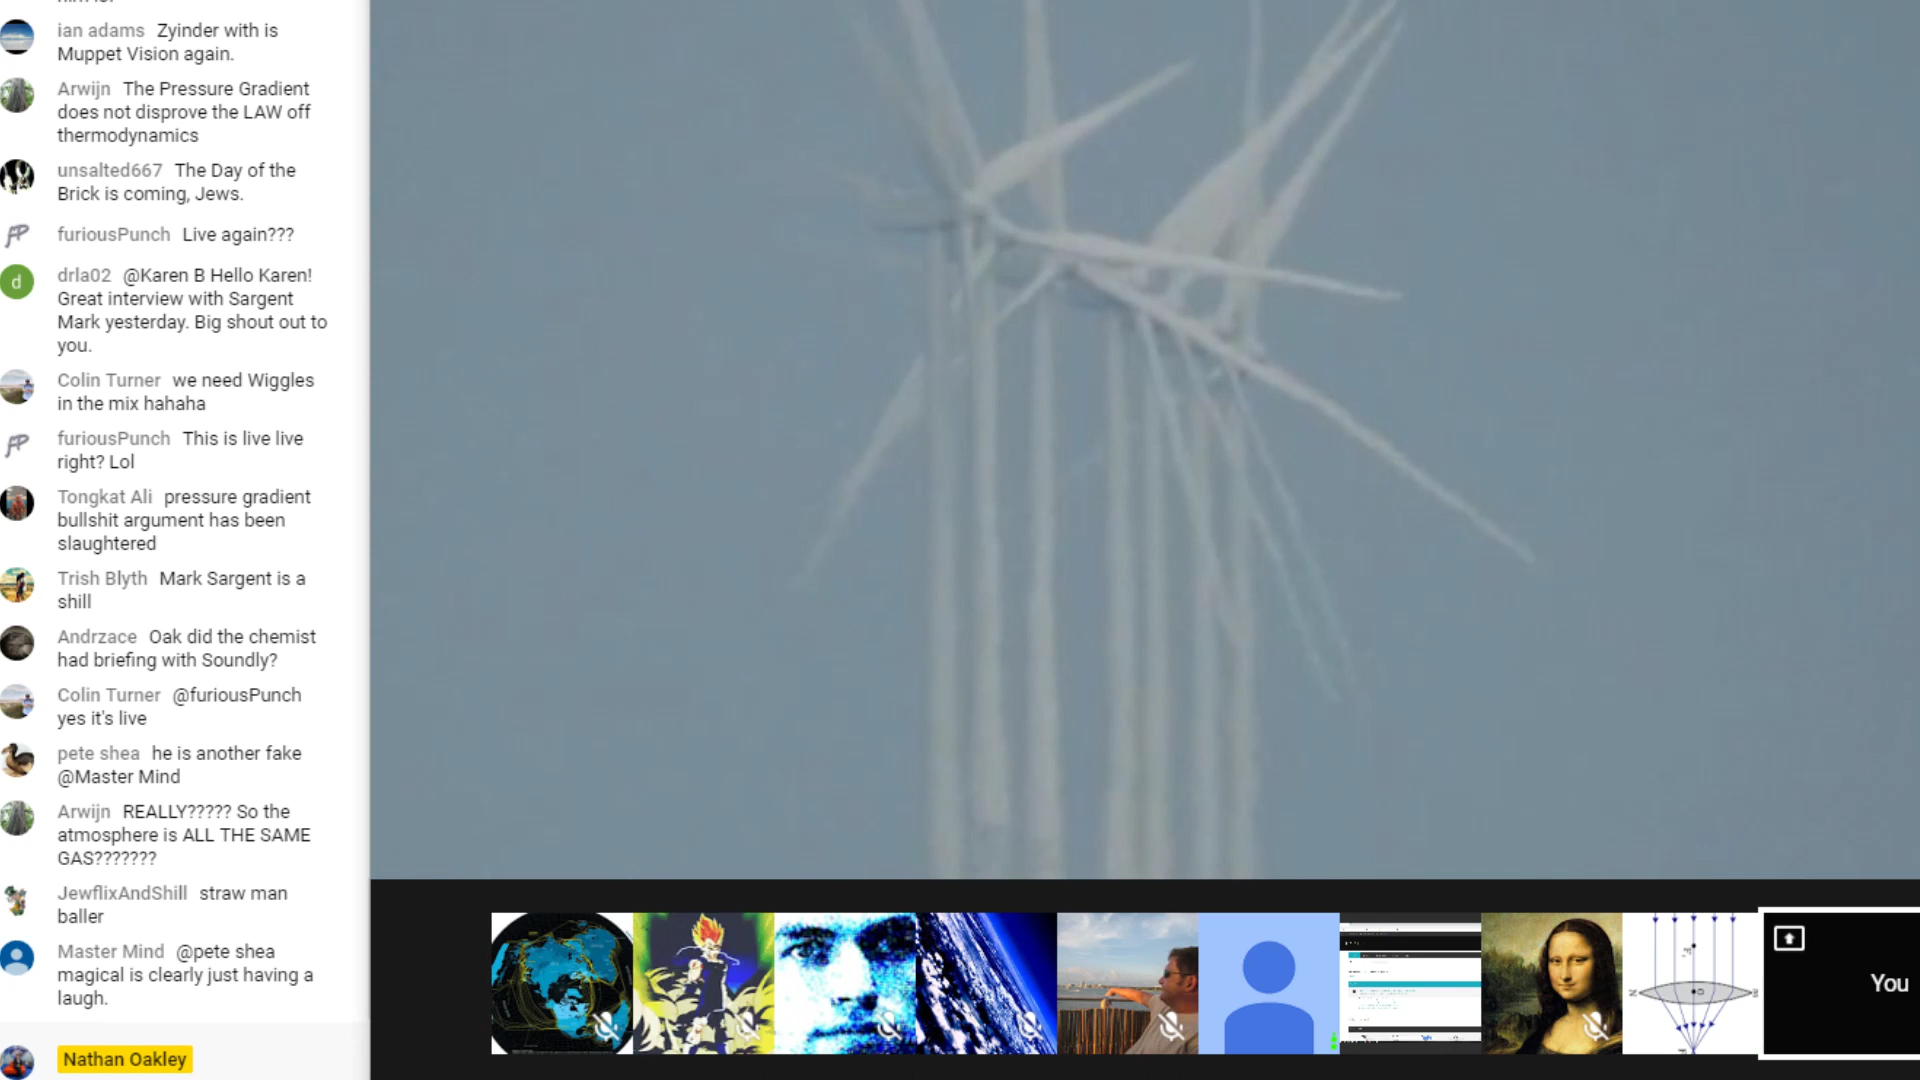 ian adams Zyinder with is
Muppet Vision again.
Arwijn The Pressure Gradient
does not disprove the LAW off
thermodynamics
unsalted667 The Day of the
Brick is coming, Jews.
furiousPunch Live again???
d
drla02 @Karen B Hello Karen!
Great interview with Sargent
Mark yesterday. Big shout out to
you.
Colin Turner we need Wiggles
in the mix hahaha
furiousPunch This is live live
right? Lol
Tongkat Ali pressure gradient
bullshit argument has been
slaughtered
Trish Blyth Mark Sargent is a
shill
Andrzace Oak did the chemist
had briefing with Soundly?
Colin Turner @furiousPunch
yes it's live
pete shea he is another fake
@Master Mind
Arwijn REALLY????? So the
atmosphere is ALL THE SAME
GAS???????
JewflixAndShill straw man
baller
Master Mind @pete shea
magical is clearly just having a
laugh.
Nathan Oakley
You